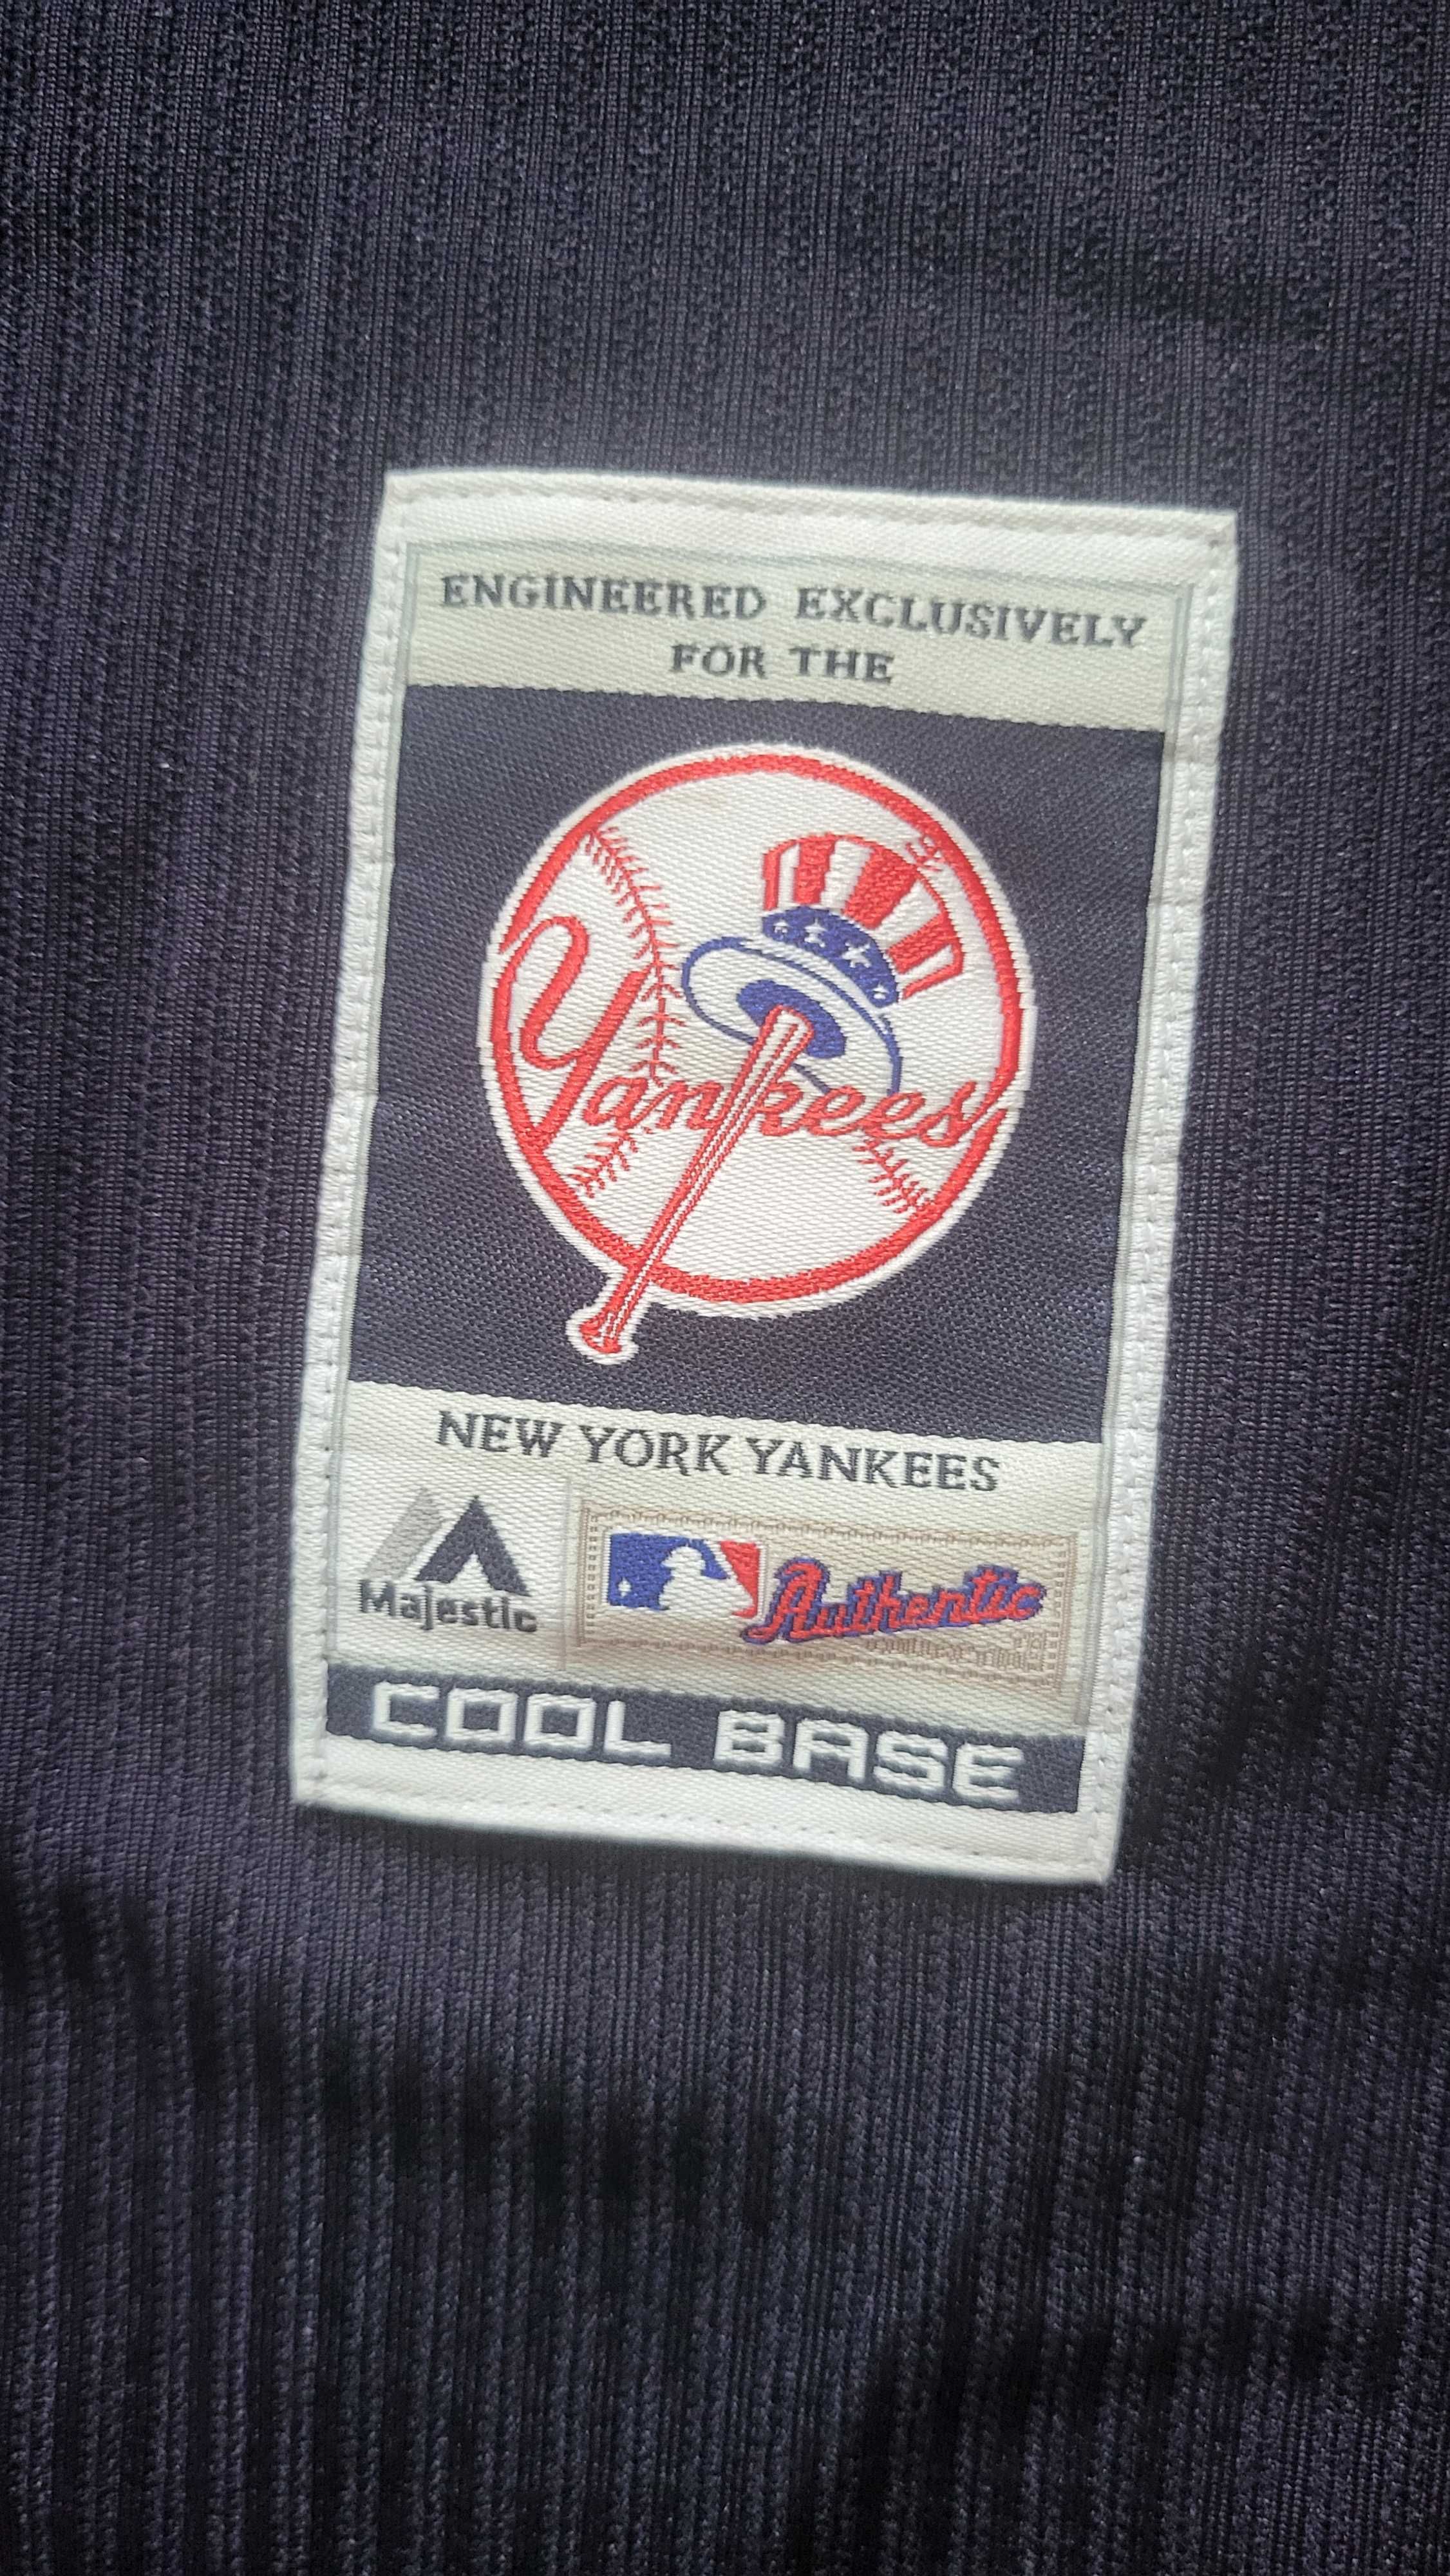 ENGINEERED EXCLUSIVELY
FOR THE
Yankees
NEW YORK YANKEES
Majestic
Authentic
COOL BASE